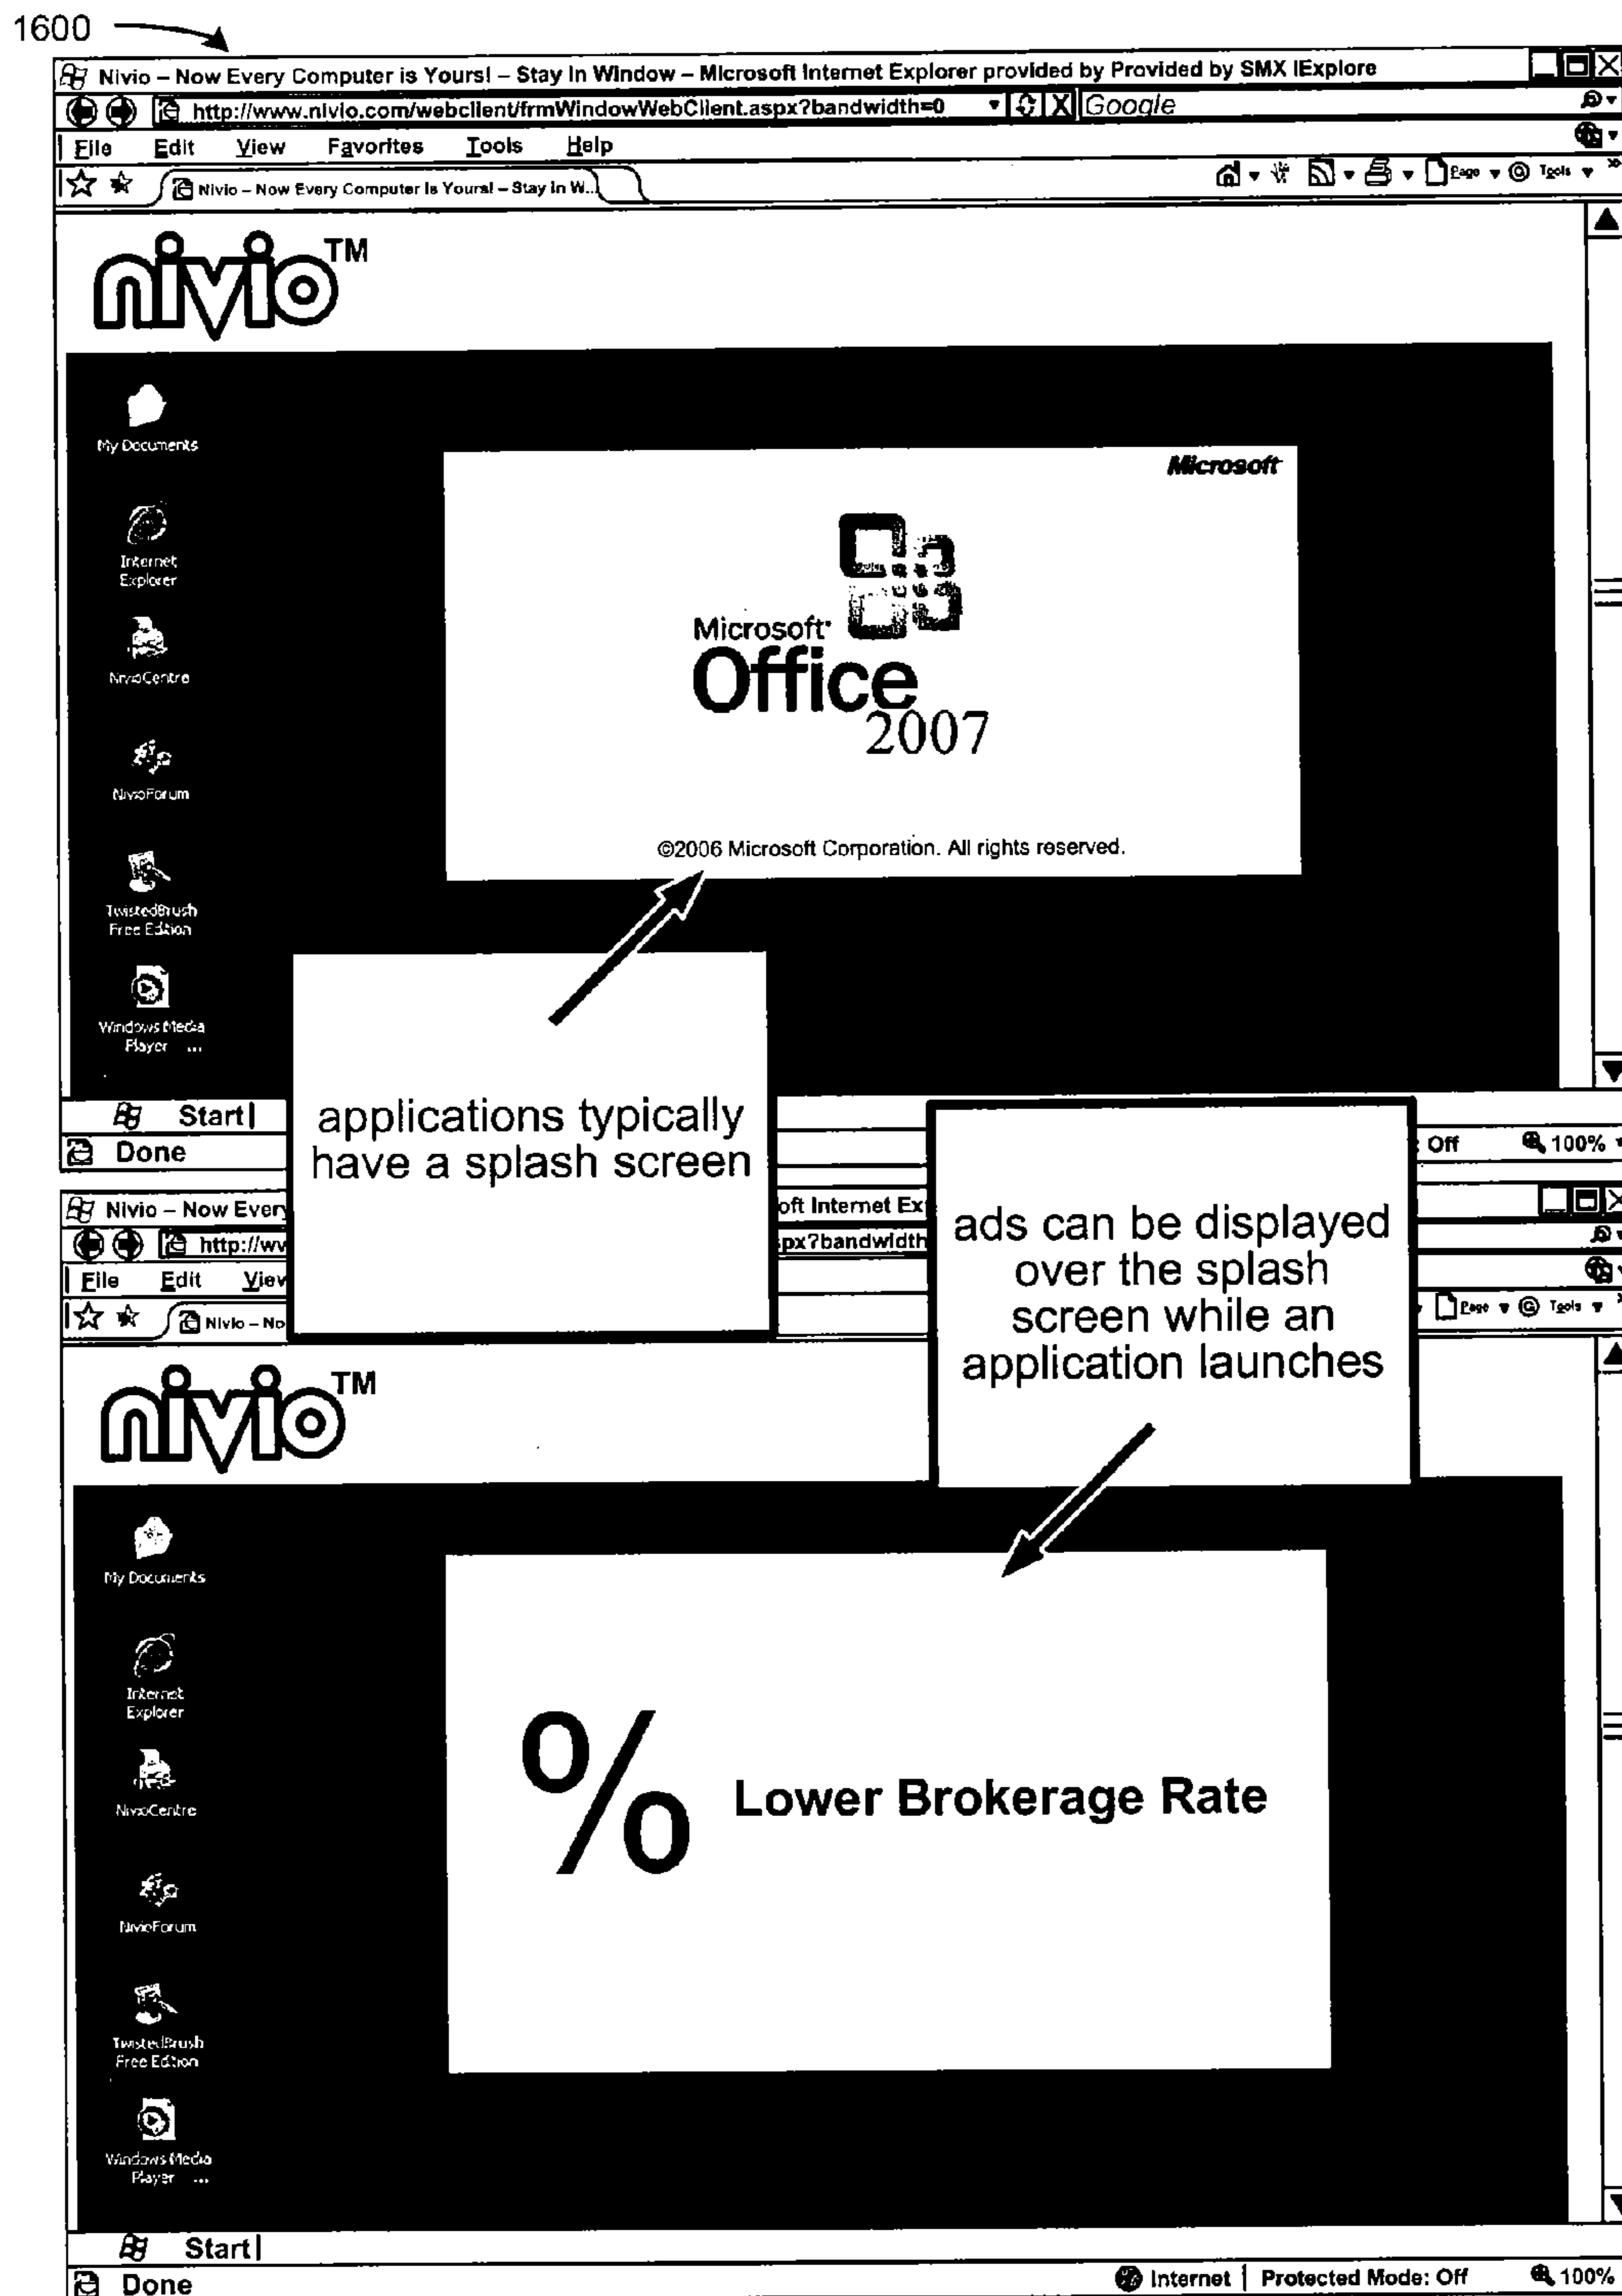 1600
Nivio – Now Every Computer is Yours! – Stay In Window – Microsoft Internet Explorer provided by Provided by SMX IExplore
http://www.nivio.com/webclient/frmWindowWebClient.aspx?bandwidth=0 Google
File Edit View Favorites Tools Help
Nivio – Now Every Computer Is Yours! – Stay in W... Page Tools
nivio™
My Documents
Microsoft
Internet
Explorer
NivioCentre
Microsoft
Office
2007
NivioForum
©2006 Microsoft Corporation. All rights reserved.
TwistedBrush
Free Edition
Windows Media
Player ...
applications typically
have a splash screen
Start
Done
Off 100%
Nivio – Now Every oft Internet Ex
http://wv px?bandwidth
File Edit View
Nivio – No Page Tools
ads can be displayed
over the splash
screen while an
application launches
nivio™
My Documents
Internet
Explorer
NivioCentre
% Lower Brokerage Rate
NivioForum
TwistedBrush
Free Edition
Windows Media
Player ...
Start
Done Internet Protected Mode: Off 100%